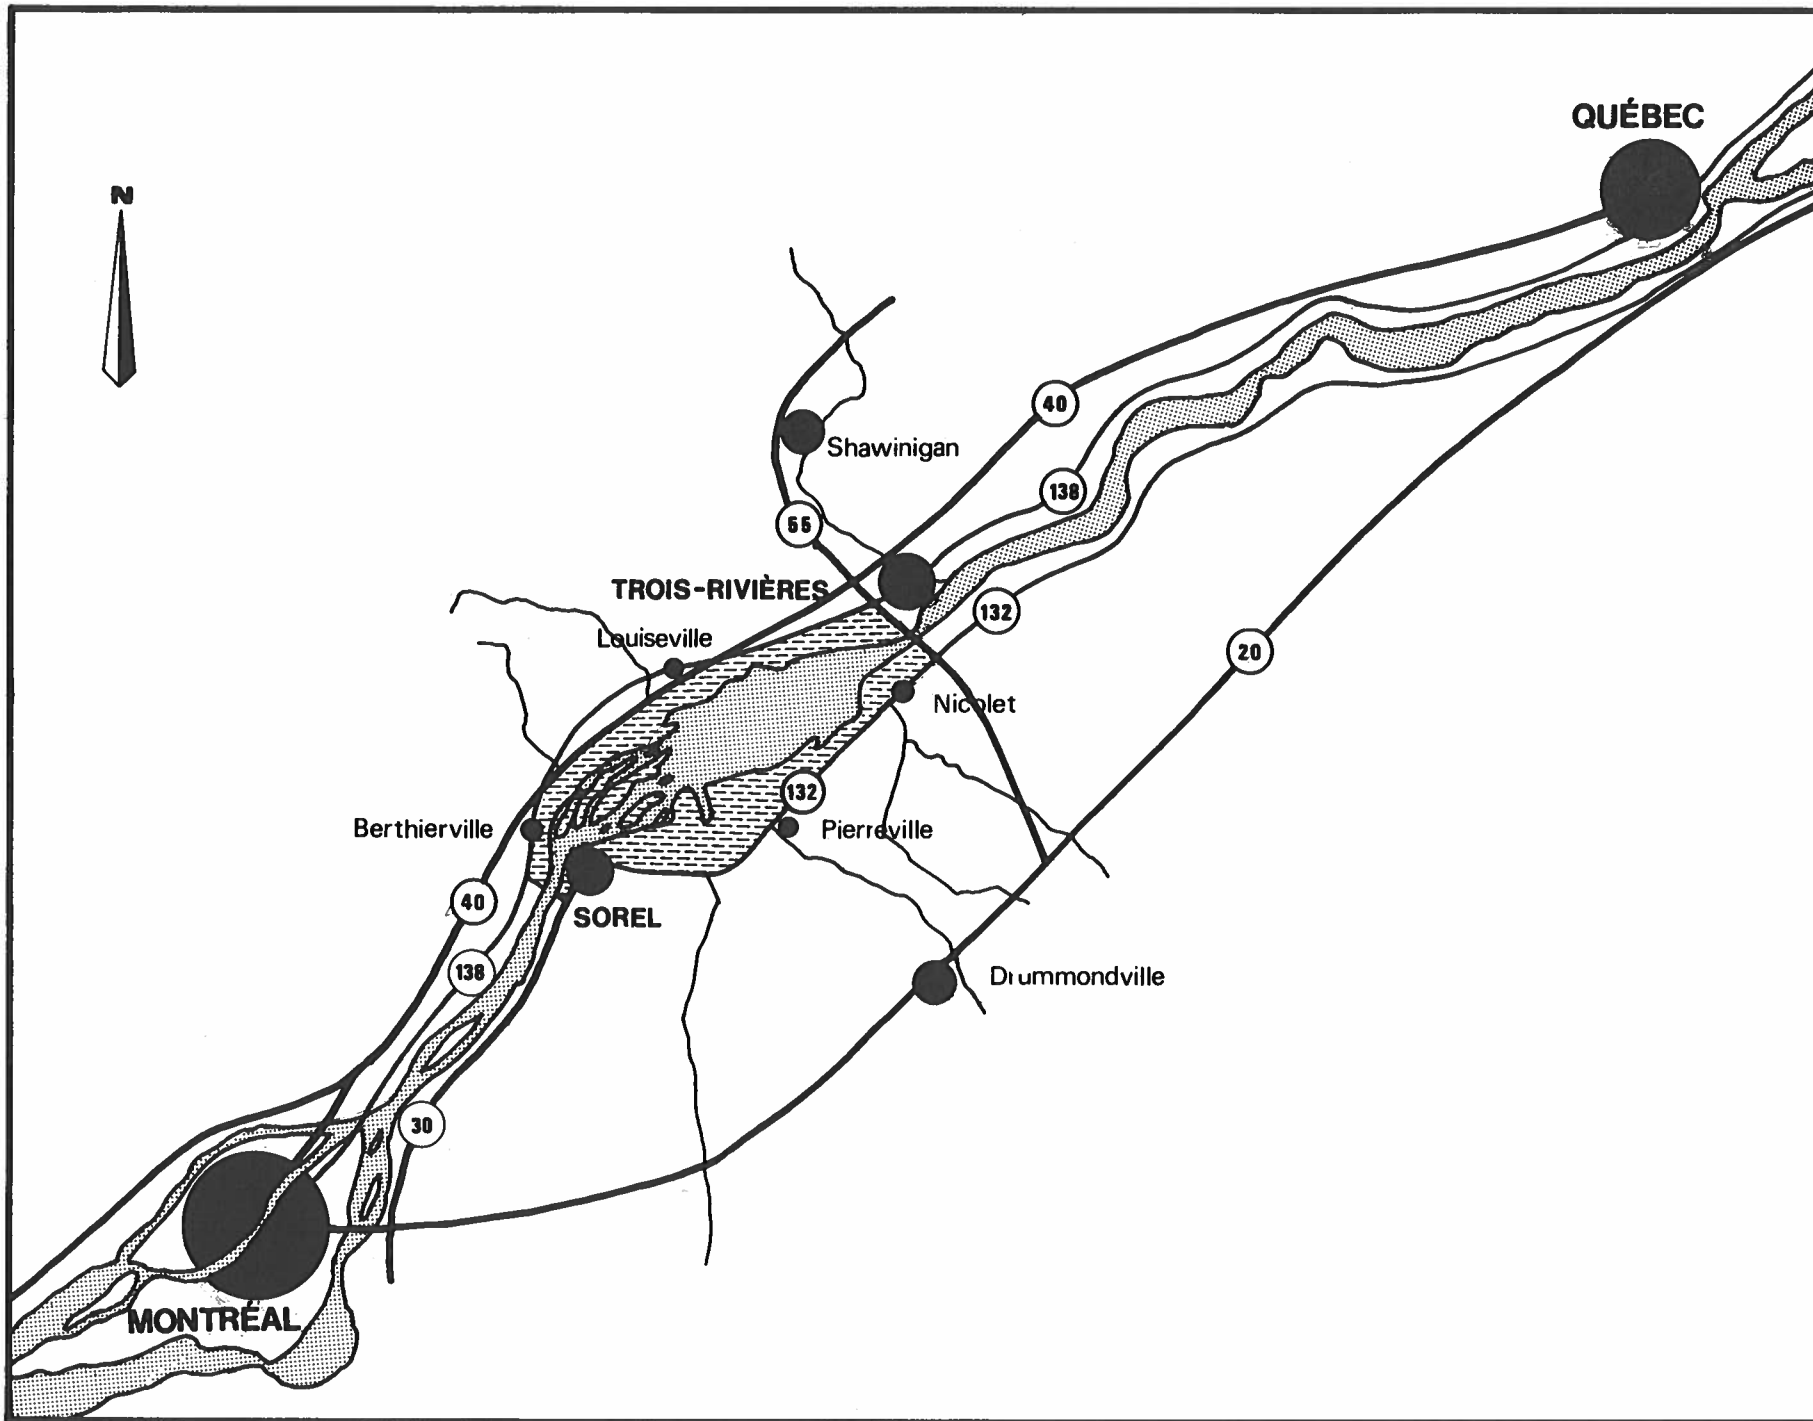 QUÉBEC
N
40
Shawinigan
138
55
TROIS-RIVIÈRES
132
Louiseville
20
Nicolet
132
Berthierville
Pierreville
40
SOREL
138
Drummondville
30
MONTRÉAL